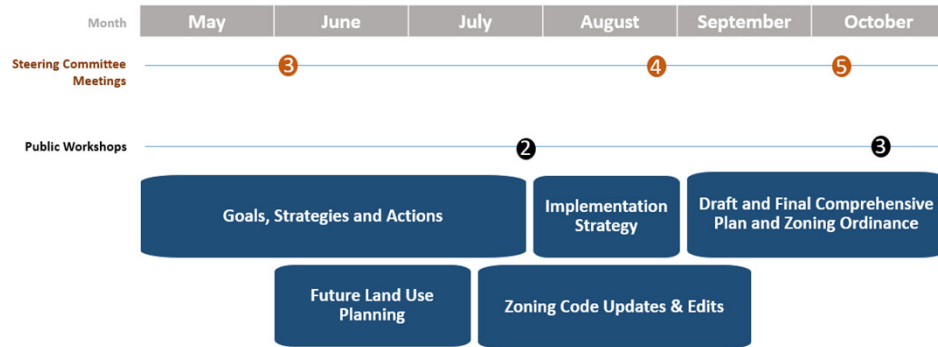 Month May June July August September October
Steering Committee
Meetings
3 4 5
Public Workshops 2 3
Goals, Strategies and Actions
Implementation
Strategy
Draft and Final Comprehensive
Plan and Zoning Ordinance
Future Land Use
Planning
Zoning Code Updates & Edits